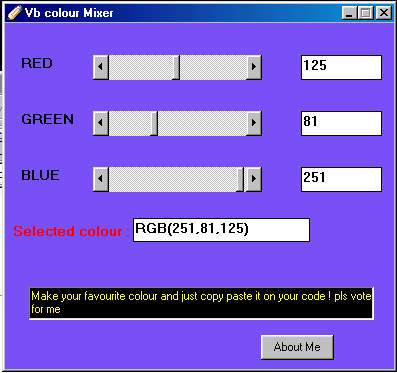 Vb colour Mixer
RED
125
GREEN
81
BLUE
251
Selected colour :
RGB(251,81,125)
Make your favourite colour and just copy paste it on your code ! pls vote
for me
About Me